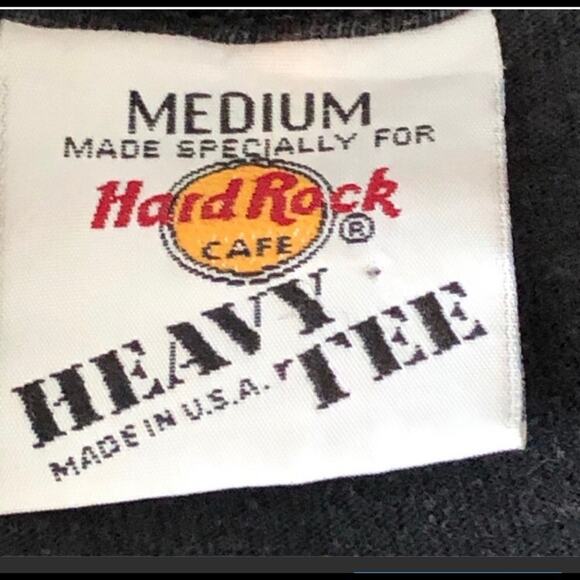 MEDIUM
MADE SPECIALLY FOR
Hard Rock
CAFE ®
HEAVY TEE
MADE IN U.S.A.